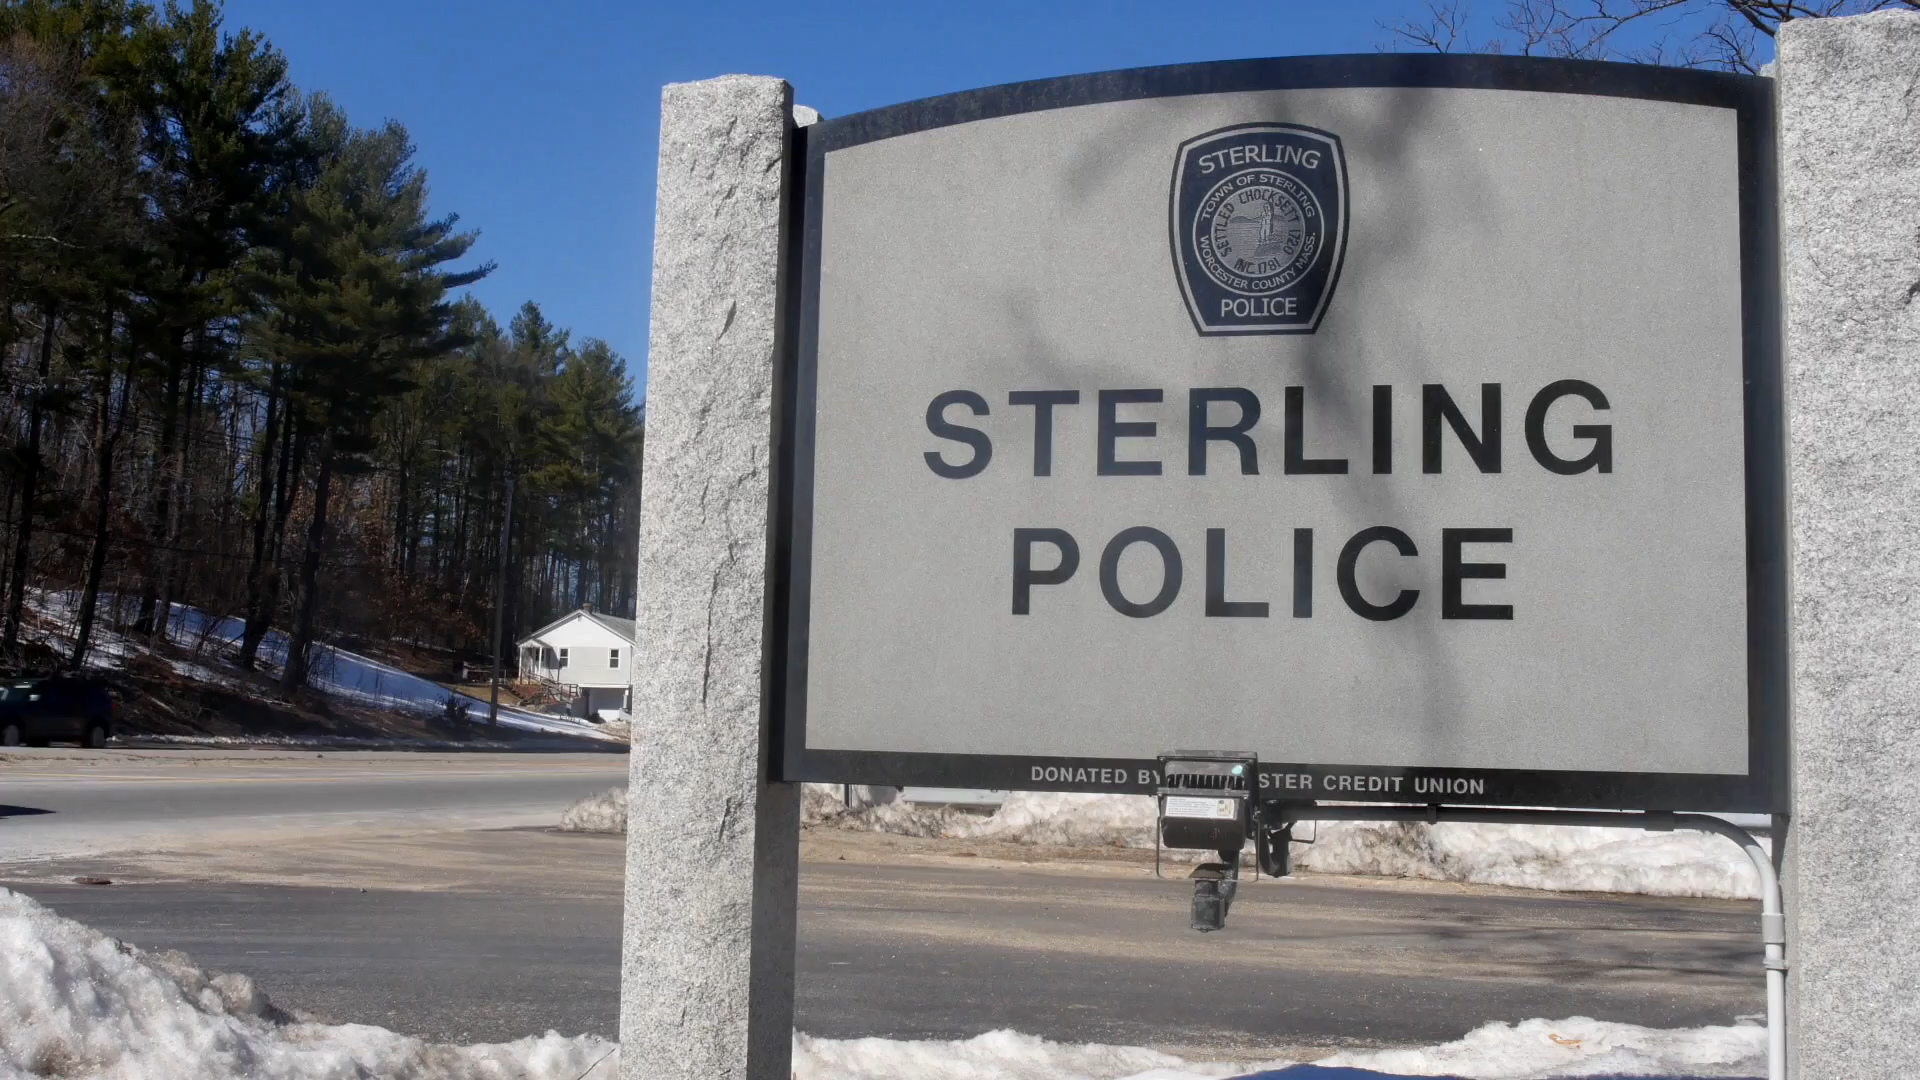 STERLING
TOWN OF STERLING
SETTLED CHOCKSETT 1720
INC. 1781
WORCESTER COUNTY MASS.
POLICE
STERLING
POLICE
DONATED BY STER CREDIT UNION